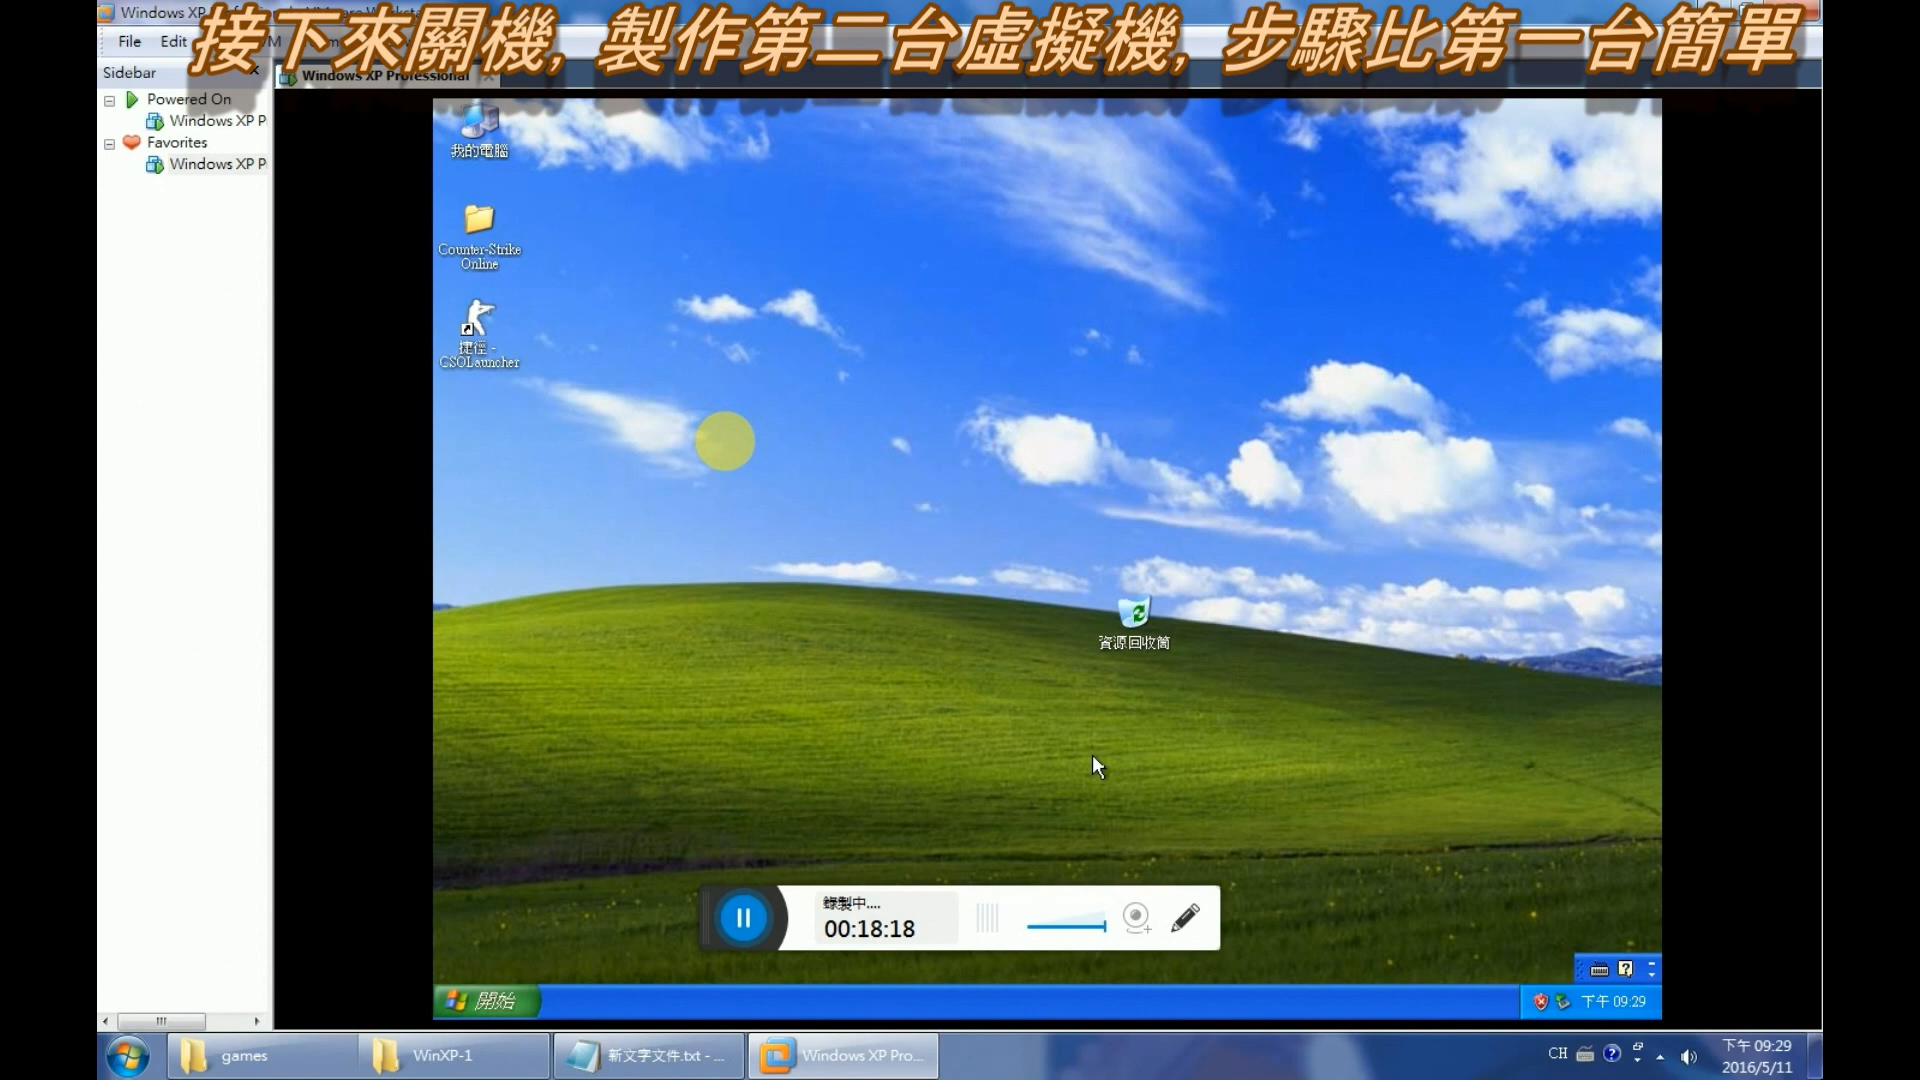 接下來關機, 製作第二台虛擬機, 步驟比第一台簡單
Windows XP
File
Edit
Sidebar
Windows XP Professional
Powered On
Windows XP P
Favorites
Windows XP P
我的電腦
Counter-Strike
Online
捷徑 -
CSOLauncher
資源回收筒
錄製中....
00:18:18
開始
下午 09:29
games
WinXP-1
新文字文件.txt - ...
Windows XP Pro...
CH
下午 09:29
2016/5/11